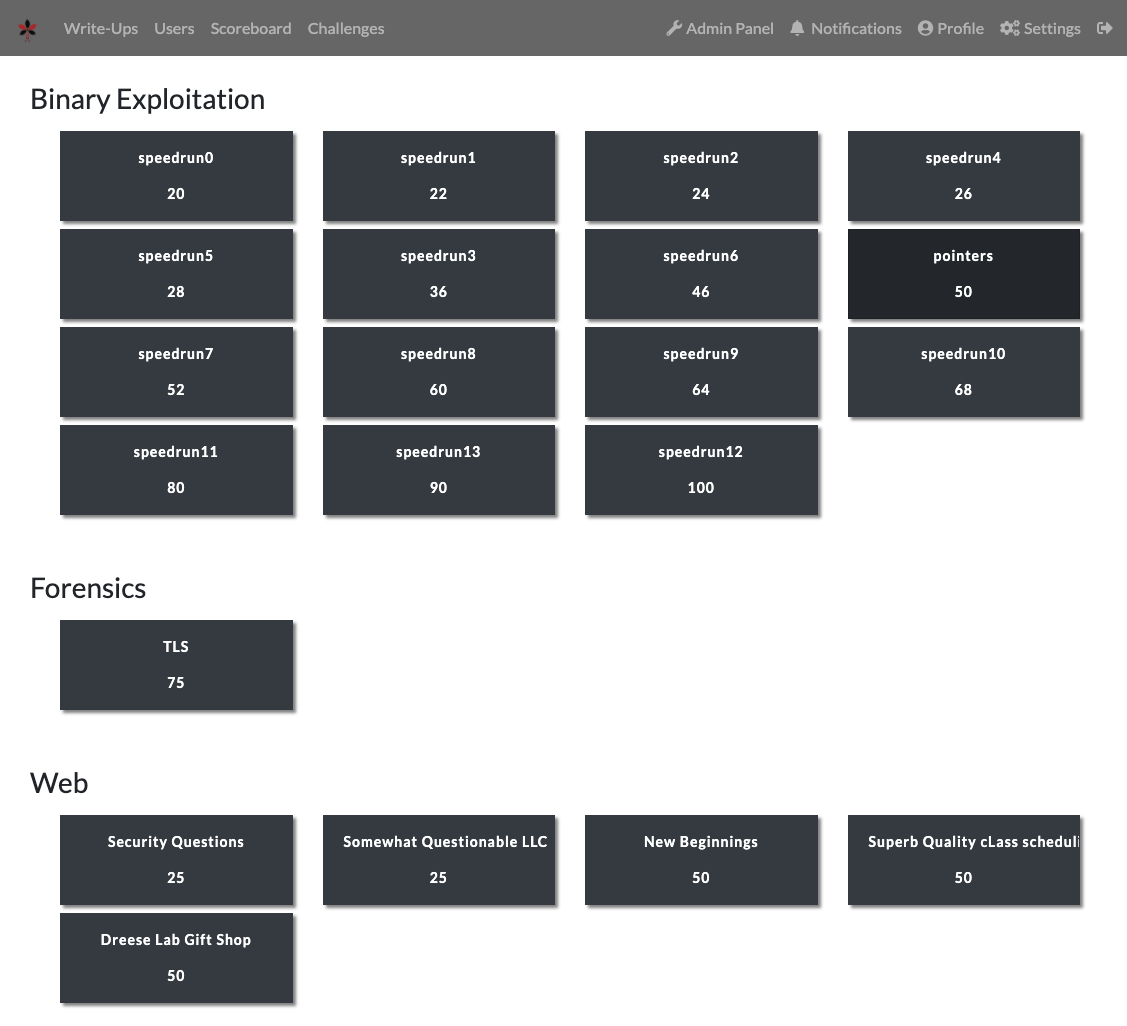 Write-Ups Users Scoreboard Challenges Admin Panel Notifications Profile Settings
Binary Exploitation
speedrun0 speedrun1 speedrun2 speedrun4
20 22 24 26
speedrun5 speedrun3 speedrun6 pointers
28 36 46 50
speedrun7 speedrun8 speedrun9 speedrun10
52 60 64 68
speedrun11 speedrun13 speedrun12
80 90 100
Forensics
TLS
75
Web
Security Questions Somewhat Questionable LLC New Beginnings Superb Quality cLass scheduli
25 25 50 50
Dreese Lab Gift Shop
50